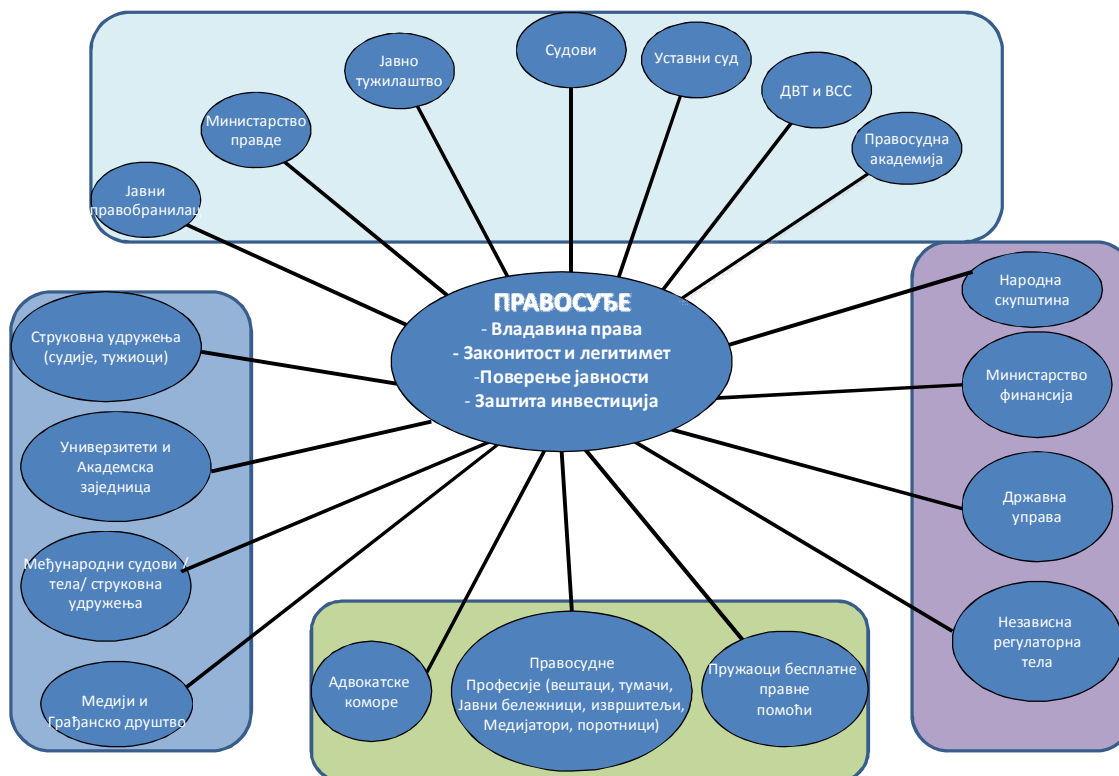 Судови
Уставни суд
Јавно
тужилаштво
ДВТ и ВСС
Министарство
правде
Правосудна
академија
Јавни
правобранилац
ПРАВОСУЂЕ
- Владавина права
- Законитост и легитимет
-Поверење јавности
- Заштита инвестиција
Народна
скупштина
Министарство
финансија
Државна
управа
Независна
регулаторна
тела
Струковна удружења
(судије, тужиоци)
Универзитети и
Академска
заједница
Међународни судови /
тела/ струковна
удружења
Медији и
Грађанско друштво
Адвокатске
коморе
Правосудне
Професије (вештаци, тумачи,
Јавни бележници, извршитељи,
Медијатори, поротници)
Пружаоци бесплатне
правне
помоћи